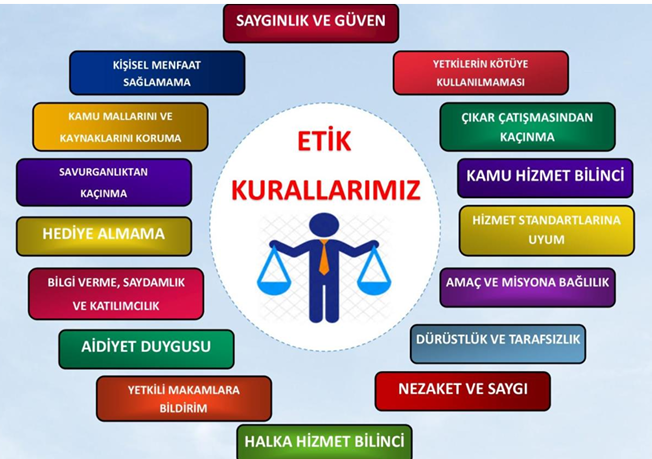 SAYGINLIK VE GÜVEN
KİŞİSEL MENFAAT
SAĞLAMAMA
YETKİLERİN KÖTÜYE
KULLANILMAMASI
KAMU MALLARINI VE
KAYNAKLARINI KORUMA
ÇIKAR ÇATIŞMASINDAN
KAÇINMA
ETİK
KURALLARIMIZ
SAVURGANLIKTAN
KAÇINMA
KAMU HİZMET BİLİNCİ
HEDİYE ALMAMA
HİZMET STANDARTLARINA
UYUM
BİLGİ VERME, SAYDAMLIK
VE KATILIMCILIK
AMAÇ VE MİSYONA BAĞLILIK
AİDİYET DUYGUSU
DÜRÜSTLÜK VE TARAFSIZLIK
YETKİLİ MAKAMLARA
BİLDİRİM
NEZAKET VE SAYGI
HALKA HİZMET BİLİNCİ